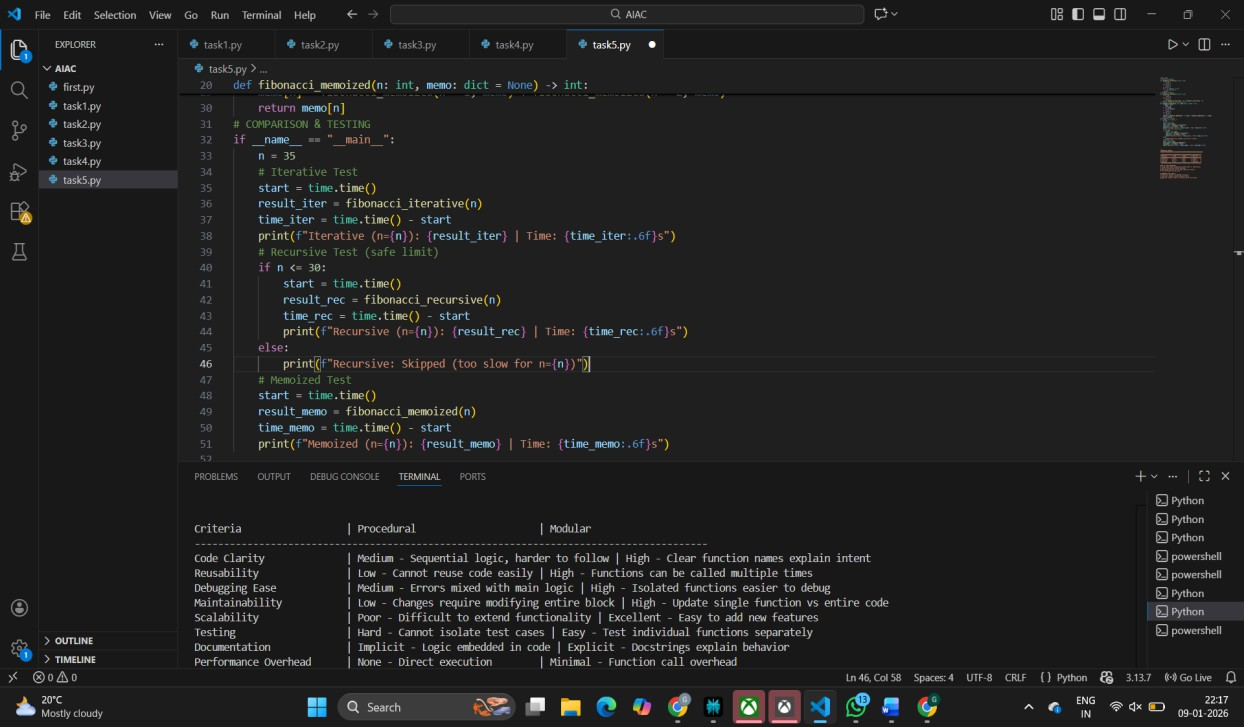 File Edit Selection View Go Run Terminal Help
AIAC
EXPLORER
task1.py
task2.py
task3.py
task4.py
task5.py
AIAC
first.py
task1.py
task2.py
task3.py
task4.py
task5.py
OUTLINE
TIMELINE
task5.py > ...
20 def fibonacci_memoized(n: int, memo: dict = None) -> int:
30 return memo[n]
31 # COMPARISON & TESTING
32 if __name__ == "__main__":
33 n = 35
34 # Iterative Test
35 start = time.time()
36 result_iter = fibonacci_iterative(n)
37 time_iter = time.time() - start
38 print(f"Iterative (n={n}): {result_iter} | Time: {time_iter:.6f}s")
39 # Recursive Test (safe limit)
40 if n <= 30:
41 start = time.time()
42 result_rec = fibonacci_recursive(n)
43 time_rec = time.time() - start
44 print(f"Recursive (n={n}): {result_rec} | Time: {time_rec:.6f}s")
45 else:
46 print(f"Recursive: Skipped (too slow for n={n})")
47 # Memoized Test
48 start = time.time()
49 result_memo = fibonacci_memoized(n)
50 time_memo = time.time() - start
51 print(f"Memoized (n={n}): {result_memo} | Time: {time_memo:.6f}s")
52
PROBLEMS OUTPUT DEBUG CONSOLE TERMINAL PORTS
Criteria | Procedural | Modular
--------------------------------------------------------------------------------
Code Clarity | Medium - Sequential logic, harder to follow | High - Clear function names explain intent
Reusability | Low - Cannot reuse code easily | High - Functions can be called multiple times
Debugging Ease | Medium - Errors mixed with main logic | High - Isolated functions easier to debug
Maintainability | Low - Changes require modifying entire block | High - Update single function vs entire code
Scalability | Poor - Difficult to extend functionality | Excellent - Easy to add new features
Testing | Hard - Cannot isolate test cases | Easy - Test individual functions separately
Documentation | Implicit - Logic embedded in code | Explicit - Docstrings explain behavior
Performance Overhead | None - Direct execution | Minimal - Function call overhead
Python
Python
Python
powershell
powershell
Python
Python
powershell
0 0
Ln 46, Col 58 Spaces: 4 UTF-8 CRLF { } Python 3.13.7 Go Live
20°C
Mostly cloudy
Search
13
ENG
IN
22:17
09-01-2026